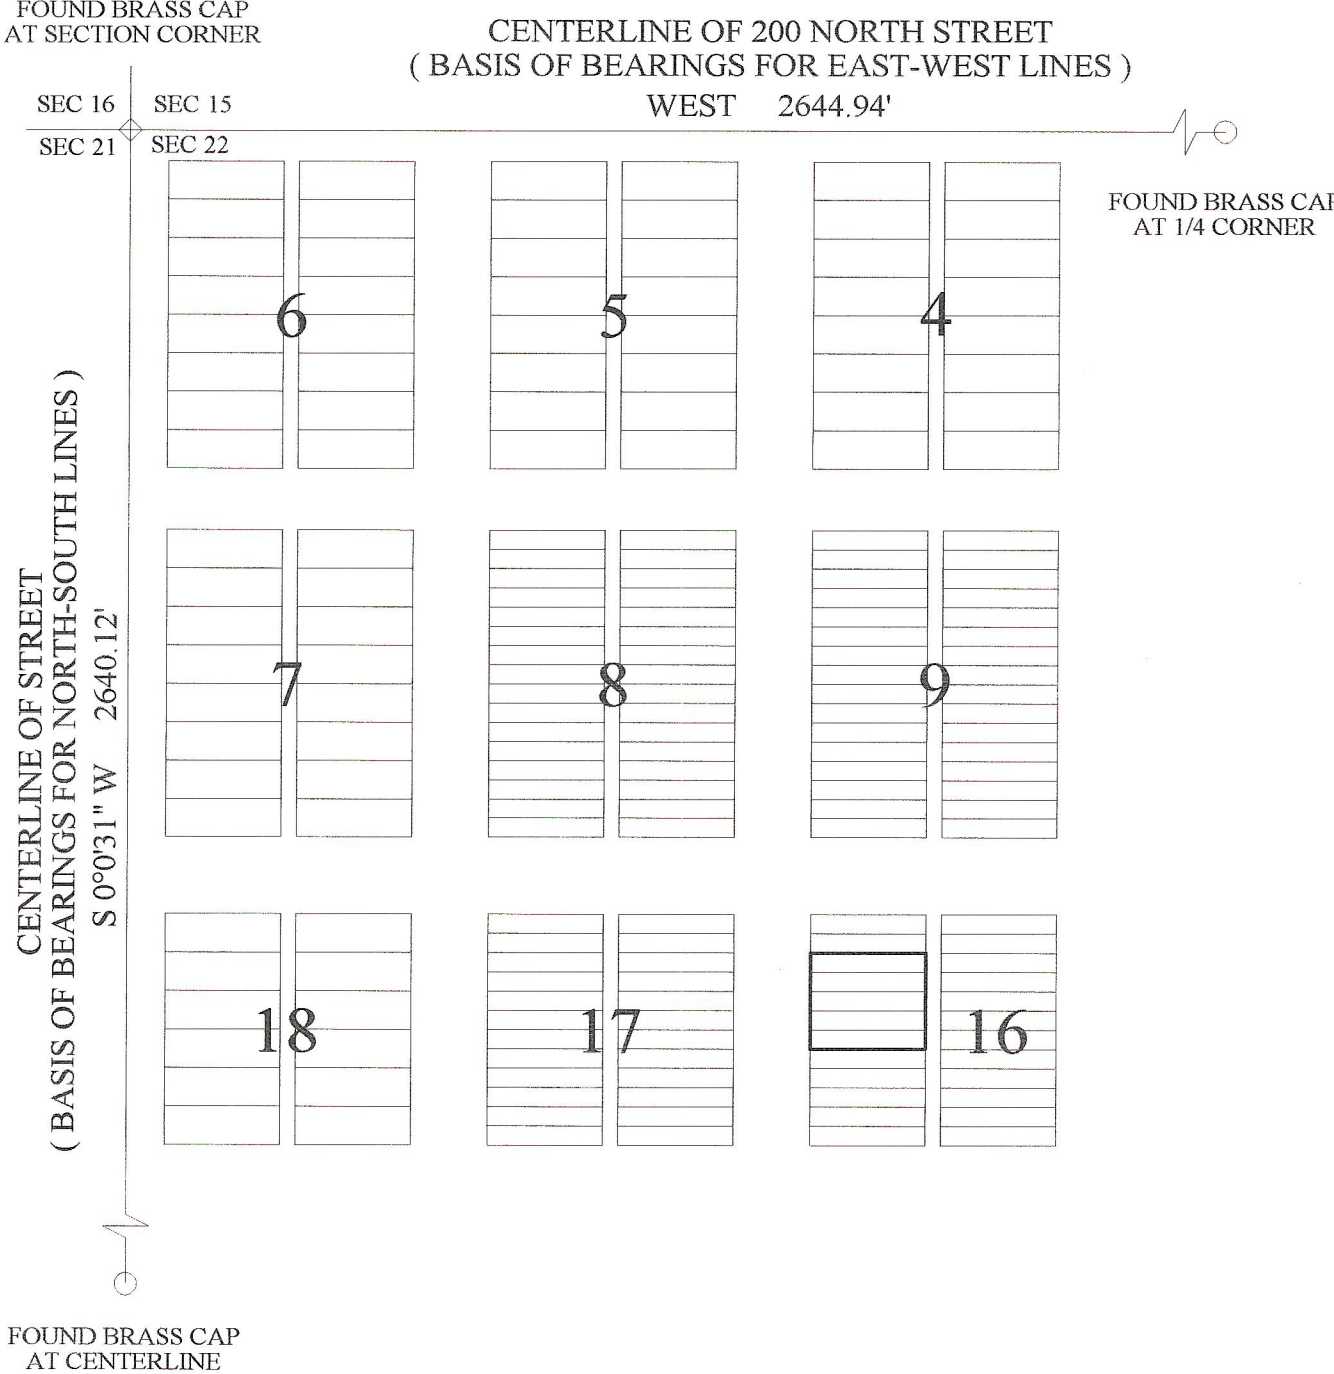 FOUND BRASS CAP
AT SECTION CORNER
CENTERLINE OF 200 NORTH STREET
( BASIS OF BEARINGS FOR EAST-WEST LINES )
WEST 2644.94'
SEC 16
SEC 15
SEC 21
SEC 22
FOUND BRASS CAP
AT 1/4 CORNER
6
5
4
CENTERLINE OF STREET
( BASIS OF BEARINGS FOR NORTH-SOUTH LINES )
S 0°0'31" W 2640.12'
7
8
9
18
17
16
FOUND BRASS CAP
AT CENTERLINE